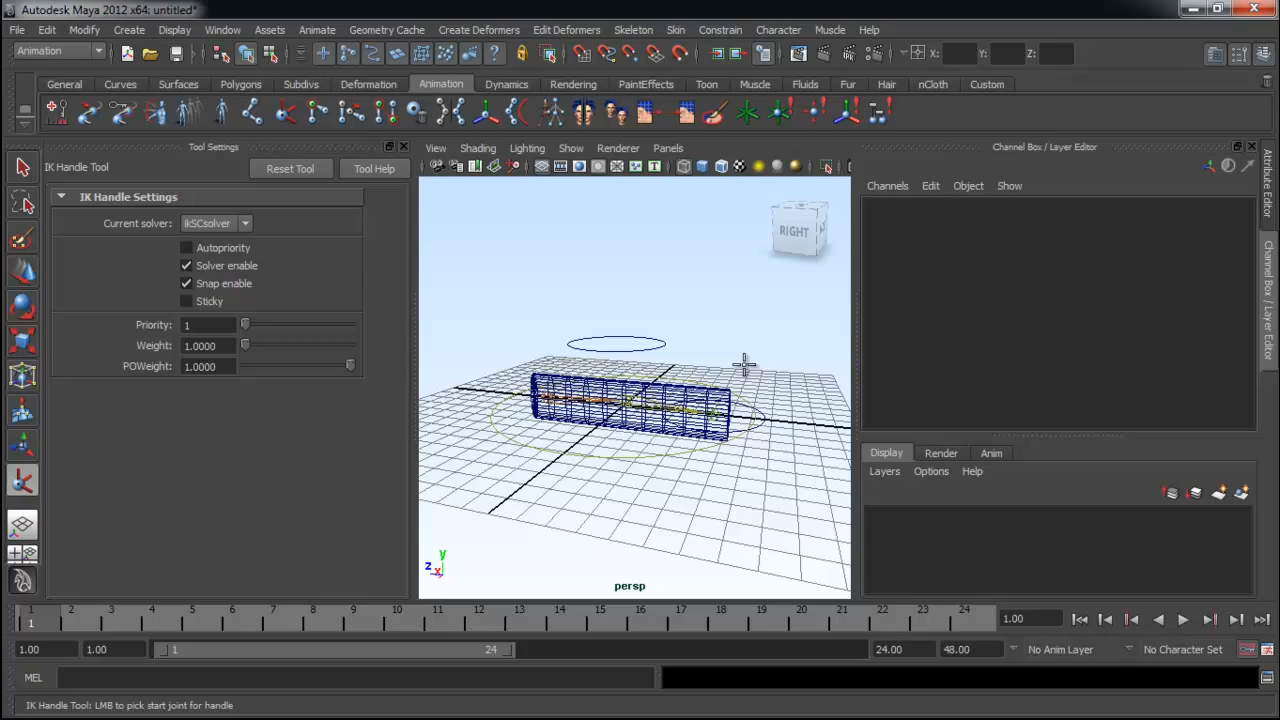 Autodesk Maya 2012 x64: untitled*
File Edit Modify Create Display Window Assets Animate Geometry Cache Create Deformers Edit Deformers Skeleton Skin Constrain Character Muscle Help
Animation X: Y: Z:
General Curves Surfaces Polygons Subdivs Deformation Animation Dynamics Rendering PaintEffects Toon Muscle Fluids Fur Hair nCloth Custom
Tool Settings
IK Handle Tool Reset Tool Tool Help
IK Handle Settings
Current solver: ikSCsolver
Autopriority
Solver enable
Snap enable
Sticky
Priority: 1
Weight: 1.0000
POWeight: 1.0000
View Shading Lighting Show Renderer Panels
RIGHT
y
z x
persp
Channel Box / Layer Editor
Channels Edit Object Show
Display Render Anim
Layers Options Help
Attribute Editor
Channel Box / Layer Editor
1 2 3 4 5 6 7 8 9 10 11 12 13 14 15 16 17 18 19 20 21 22 23 24
1 1.00
1.00 1.00 1 24 24.00 48.00 No Anim Layer No Character Set
MEL
IK Handle Tool: LMB to pick start joint for handle